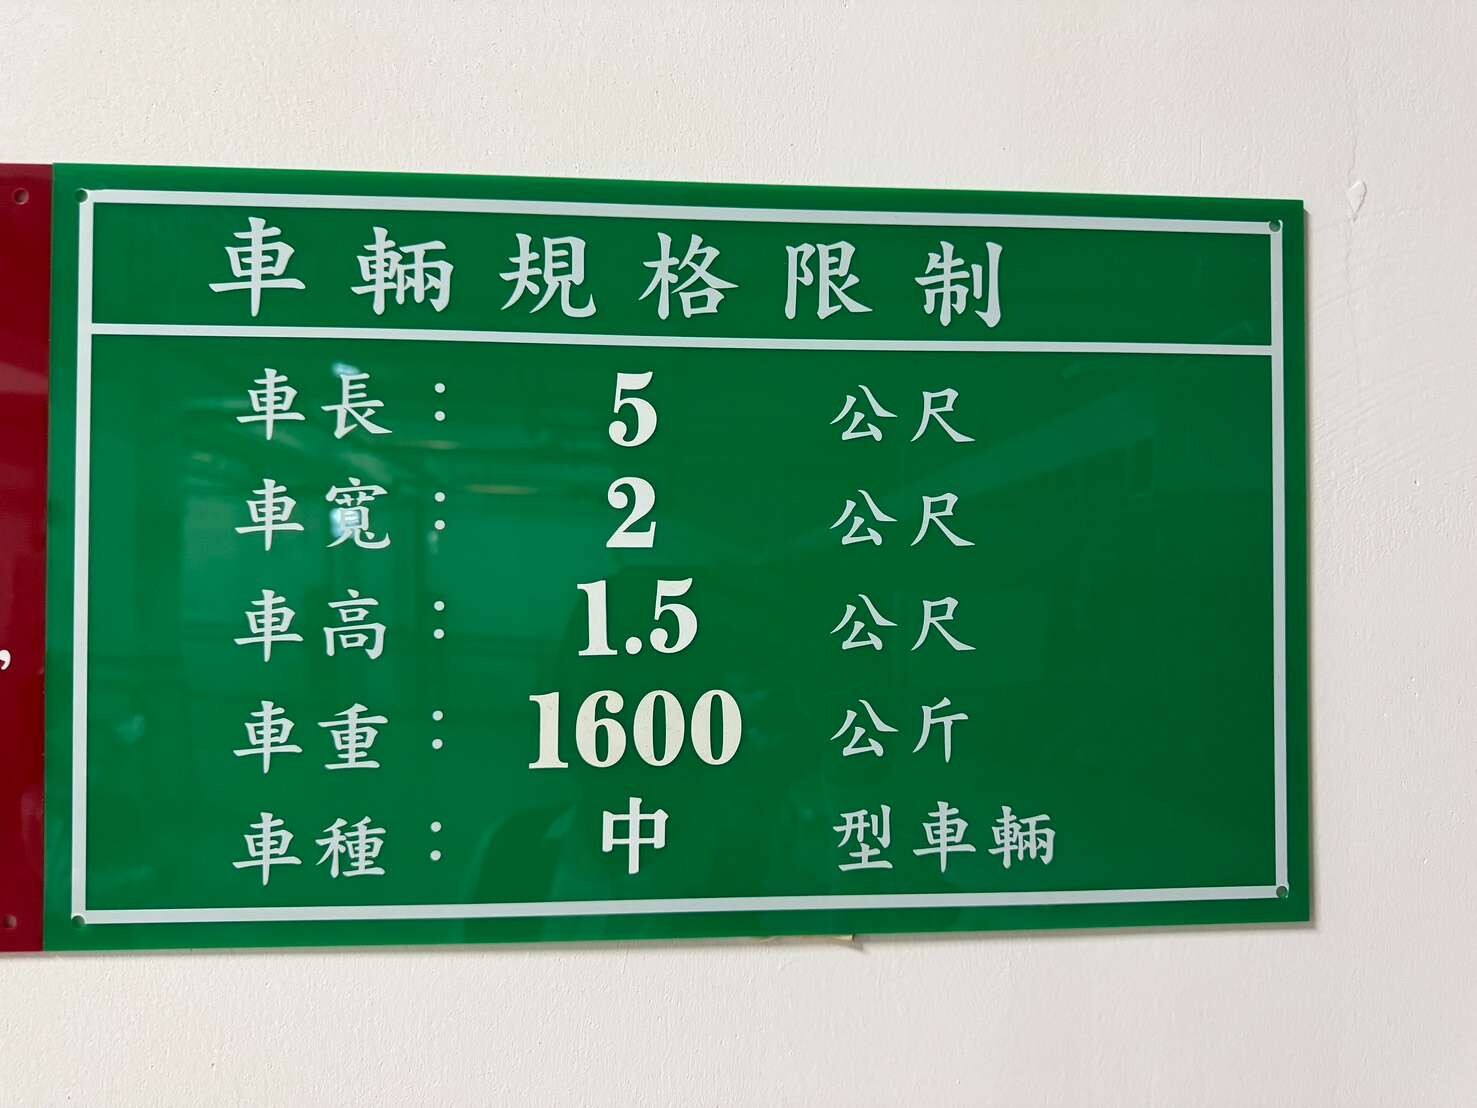 車輛規格限制
車長： 5 公尺
車寬： 2 公尺
車高： 1.5 公尺
車重： 1600 公斤
車種： 中 型車輛